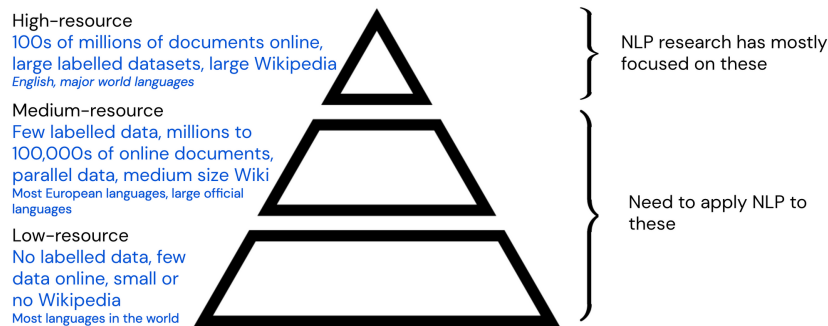 High-resource
100s of millions of documents online,
large labelled datasets, large Wikipedia
English, major world languages
NLP research has mostly
focused on these
Medium-resource
Few labelled data, millions to
100,000s of online documents,
parallel data, medium size Wiki
Most European languages, large official
languages
Need to apply NLP to
these
Low-resource
No labelled data, few
data online, small or
no Wikipedia
Most languages in the world